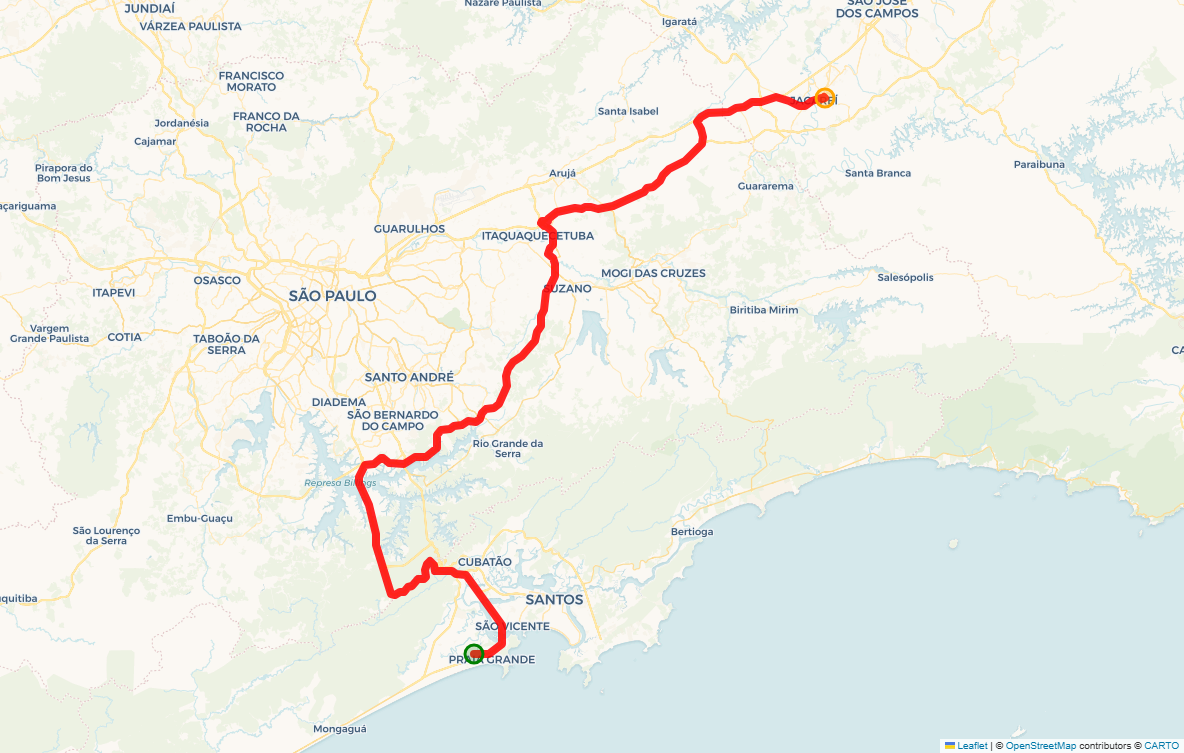 Nazaré Paulista
JUNDIAÍ
VÁRZEA PAULISTA
Igaratá
SÃO JOSÉ
DOS CAMPOS
FRANCISCO
MORATO
JACAREÍ
Santa Isabel
FRANCO DA
ROCHA
Jordanésia
Cajamar
Paraibuna
Pirapora do
Bom Jesus
Arujá
Santa Branca
Guararema
açariguama
GUARULHOS
ITAQUAQUECETUBA
MOGI DAS CRUZES
Salesópolis
OSASCO
SUZANO
ITAPEVI
SÃO PAULO
Biritiba Mirim
Vargem
Grande Paulista
COTIA
TABOÃO DA
SERRA
CA
SANTO ANDRÉ
DIADEMA
SÃO BERNARDO
DO CAMPO
Rio Grande da
Serra
Represa Billings
Embu-Guaçu
São Lourenço
da Serra
Bertioga
CUBATÃO
uquitiba
SANTOS
SÃO VICENTE
PRAIA GRANDE
Mongaguá
Leaflet | © OpenStreetMap contributors © CARTO